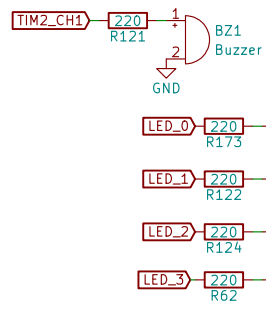 TIM2_CH1 220 1
R121 + BZ1
2 Buzzer
GND
LED_0 220
R173
LED_1 220
R122
LED_2 220
R124
LED_3 220
R62